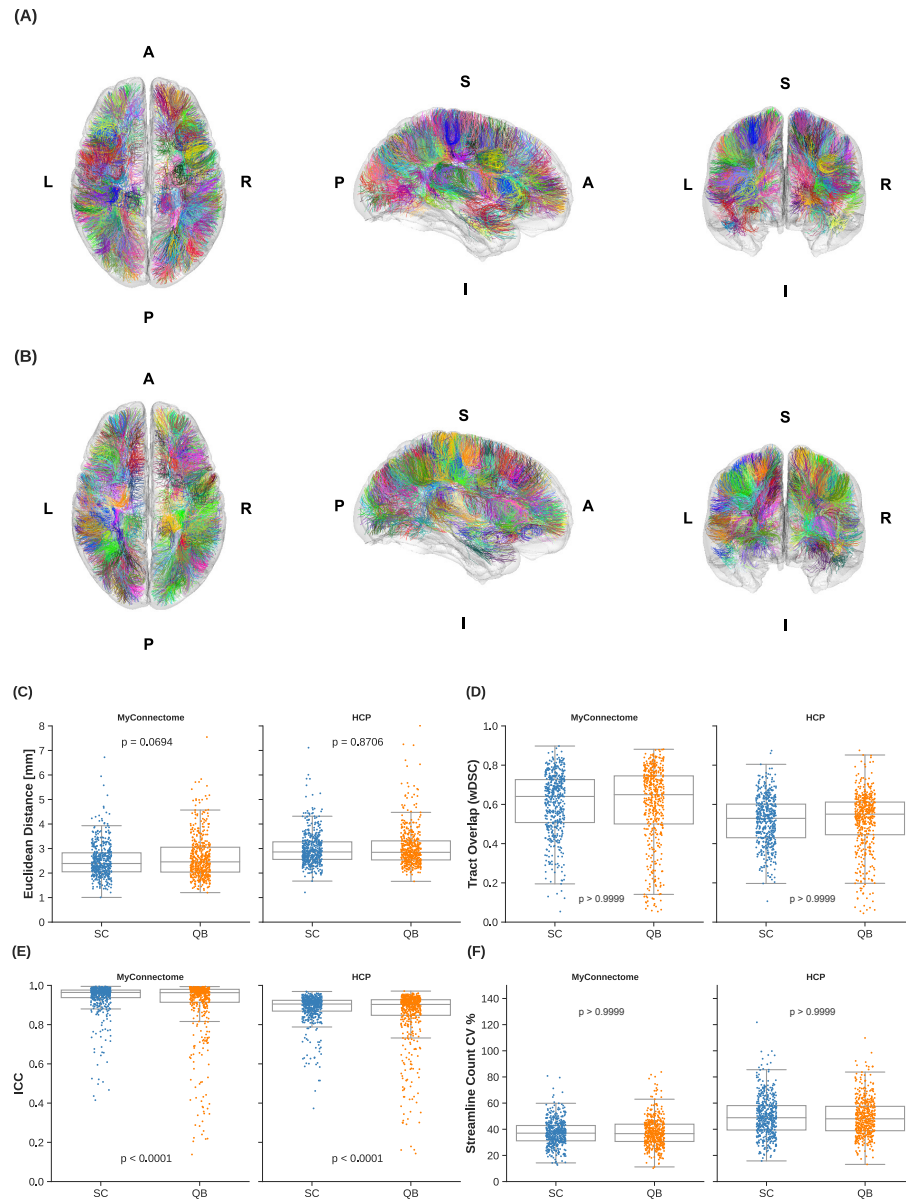 (A)
A
S
S
L
R
P
A
L
R
I
I
P
(B)
A
S
S
L
R
P
A
L
R
I
I
P
(C)
(D)
MyConnectome
HCP
MyConnectome
HCP
p = 0.0694
p = 0.8706
Euclidean Distance [mm]
8
7
6
5
4
3
2
1
0
SC
QB
SC
QB
Tract Overlap (wDSC)
1.0
0.8
0.6
0.4
0.2
0.0
p > 0.9999
p > 0.9999
SC
QB
SC
QB
(E)
(F)
MyConnectome
HCP
MyConnectome
HCP
ICC
1.0
0.8
0.6
0.4
0.2
0.0
p < 0.0001
p < 0.0001
SC
QB
SC
QB
p > 0.9999
p > 0.9999
Streamline Count CV %
140
120
100
80
60
40
20
0
SC
QB
SC
QB